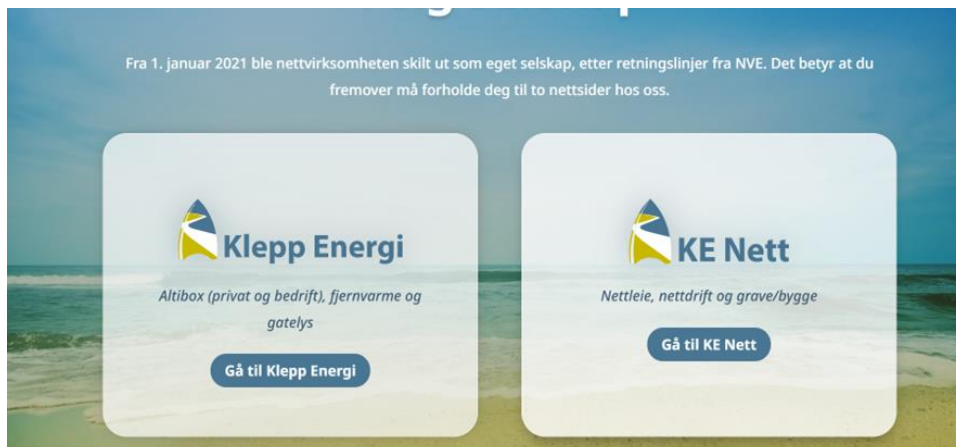 Fra 1. januar 2021 ble nettvirksomheten skilt ut som eget selskap, etter retningslinjer fra NVE. Det betyr at du
fremover må forholde deg til to nettsider hos oss.
Klepp Energi
Altibox (privat og bedrift), fjernvarme og
gatelys
Gå til Klepp Energi
KE Nett
Nettleie, nettdrift og grave/bygge
Gå til KE Nett